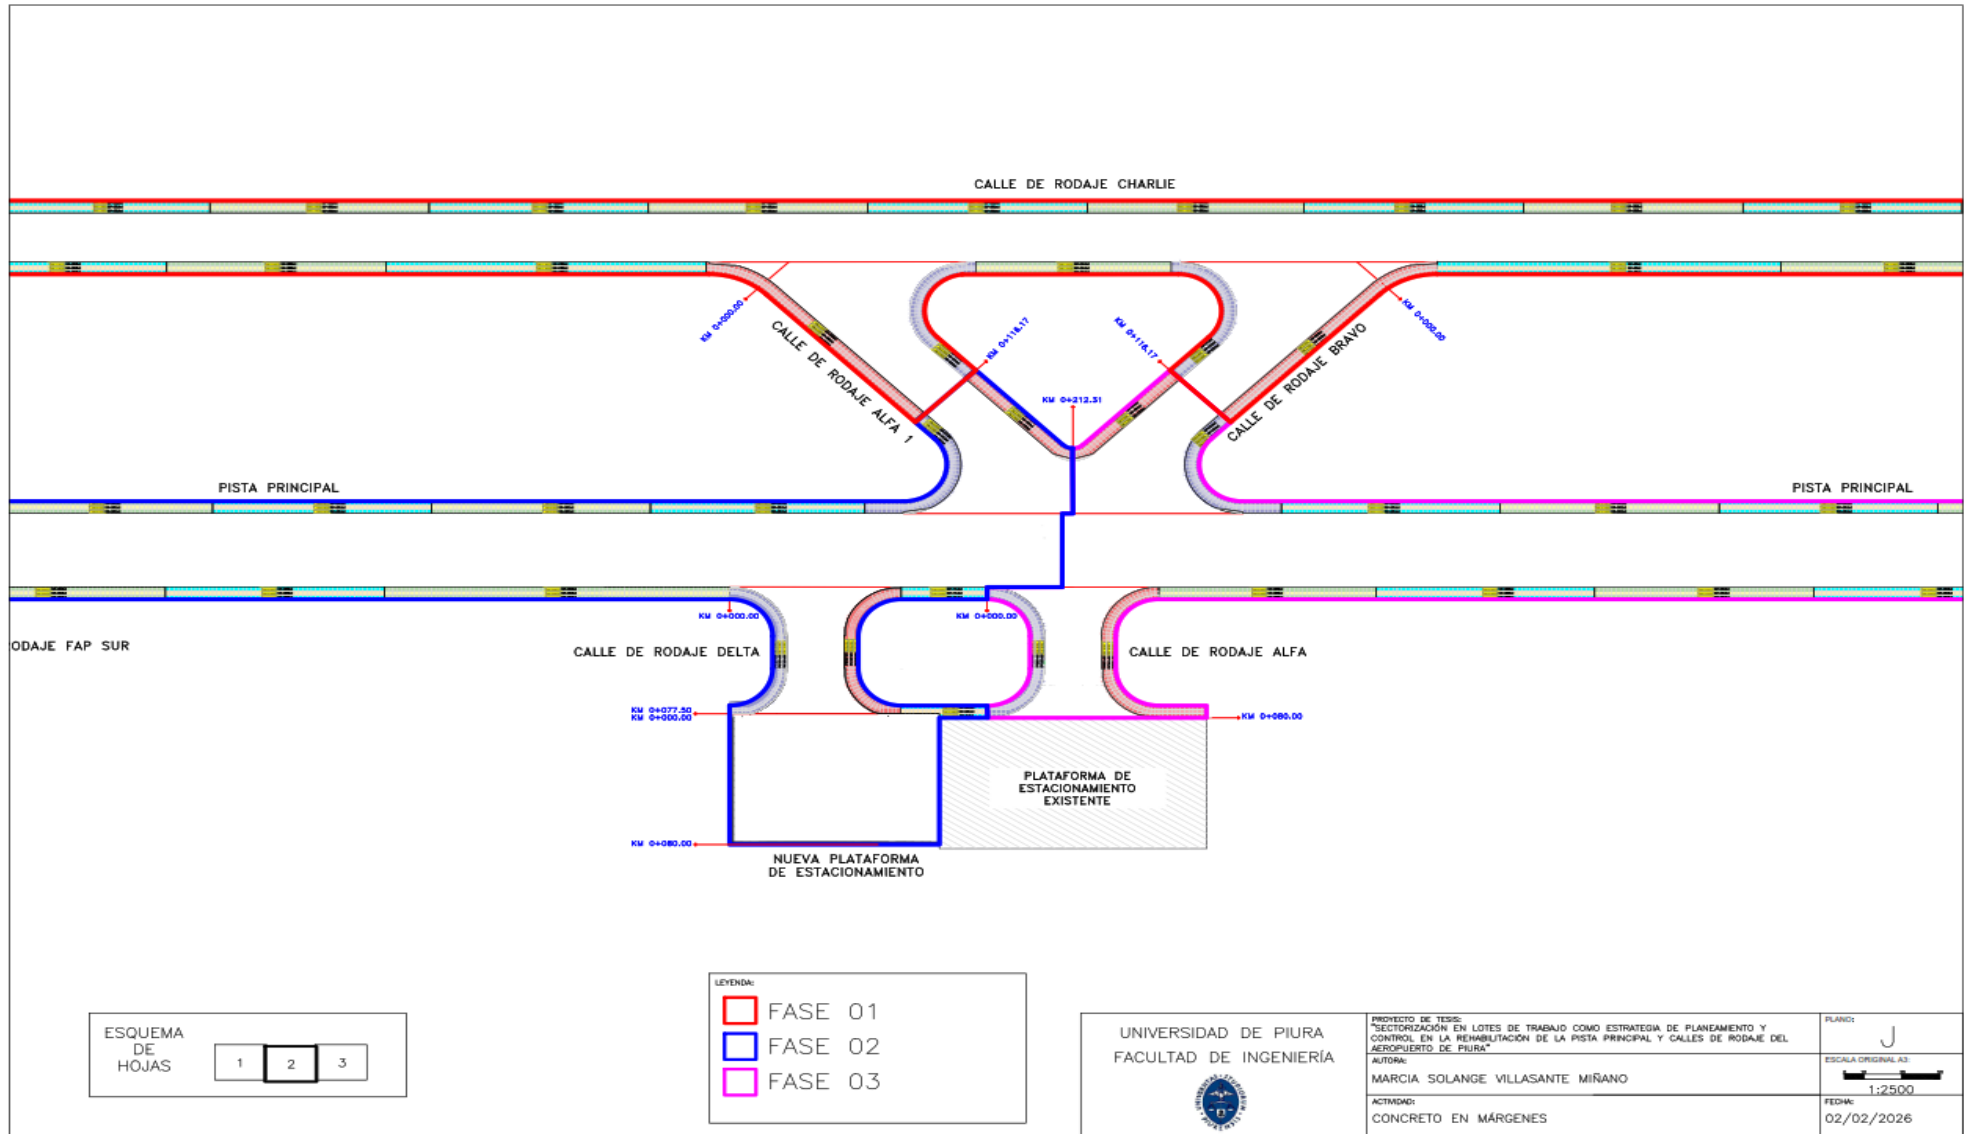 CALLE DE RODAJE CHARLIE
KM 0+000.00
CALLE DE RODAJE ALFA 1
KM 0+116.17
KM 0+116.17
KM 0+000.00
CALLE DE RODAJE BRAVO
KM 0+212.31
PISTA PRINCIPAL
PISTA PRINCIPAL
KM 0+000.00
KM 0+000.00
ODAJE FAP SUR
CALLE DE RODAJE DELTA
CALLE DE RODAJE ALFA
KM 0+077.50
KM 0+000.00
KM 0+080.00
PLATAFORMA DE
ESTACIONAMIENTO
EXISTENTE
KM 0+080.00
NUEVA PLATAFORMA
DE ESTACIONAMIENTO
LEYENDA:
FASE 01
FASE 02
FASE 03
ESQUEMA
DE
HOJAS
1 2 3
UNIVERSIDAD DE PIURA
FACULTAD DE INGENIERÍA
PROYECTO DE TESIS:
"SECTORIZACIÓN EN LOTES DE TRABAJO COMO ESTRATEGIA DE PLANEAMIENTO Y
CONTROL EN LA REHABILITACIÓN DE LA PISTA PRINCIPAL Y CALLES DE RODAJE DEL
AEROPUERTO DE PIURA"
AUTORA:
MARCIA SOLANGE VILLASANTE MIÑANO
ACTIVIDAD:
CONCRETO EN MÁRGENES
PLANO:
J
ESCALA ORIGINAL A3:
1:2500
FECHA:
02/02/2026